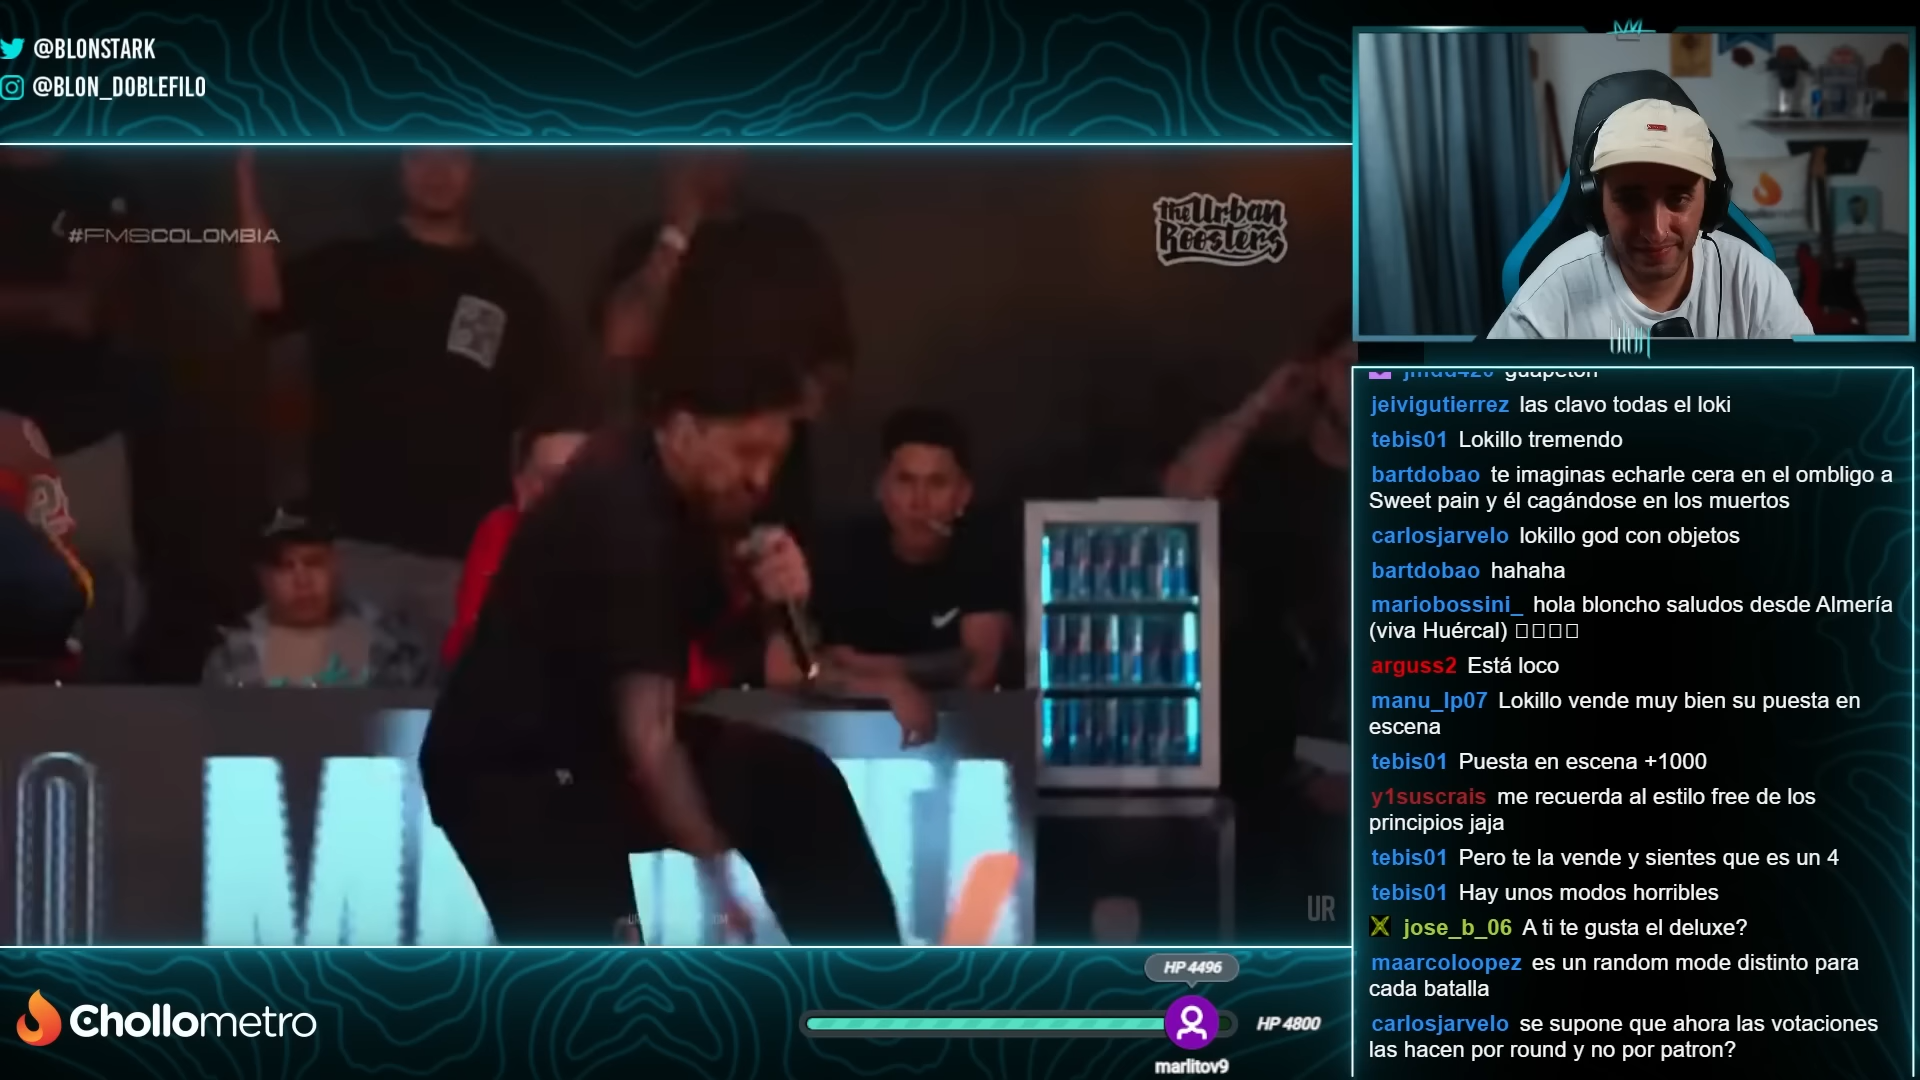 @BLONSTARK
@BLON_DOBLEFILO
#FMSCOLOMBIA
the Urban
Roosters
guapeton
jeivigutierrez las clavo todas el loki
tebis01 Lokillo tremendo
bartdobao te imaginas echarle cera en el ombligo a
Sweet pain y él cagándose en los muertos
carlosjarvelo lokillo god con objetos
bartdobao hahaha
mariobossini_ hola bloncho saludos desde Almería
(viva Huércal)
arguss2 Está loco
manu_lp07 Lokillo vende muy bien su puesta en
escena
tebis01 Puesta en escena +1000
y1suscrais me recuerda al estilo free de los
principios jaja
tebis01 Pero te la vende y sientes que es un 4
tebis01 Hay unos modos horribles
jose_b_06 A ti te gusta el deluxe?
maarcoloopez es un random mode distinto para
cada batalla
carlosjarvelo se supone que ahora las votaciones
las hacen por round y no por patron?
UR
Chollometro
HP 4496
HP 4800
marlitov9